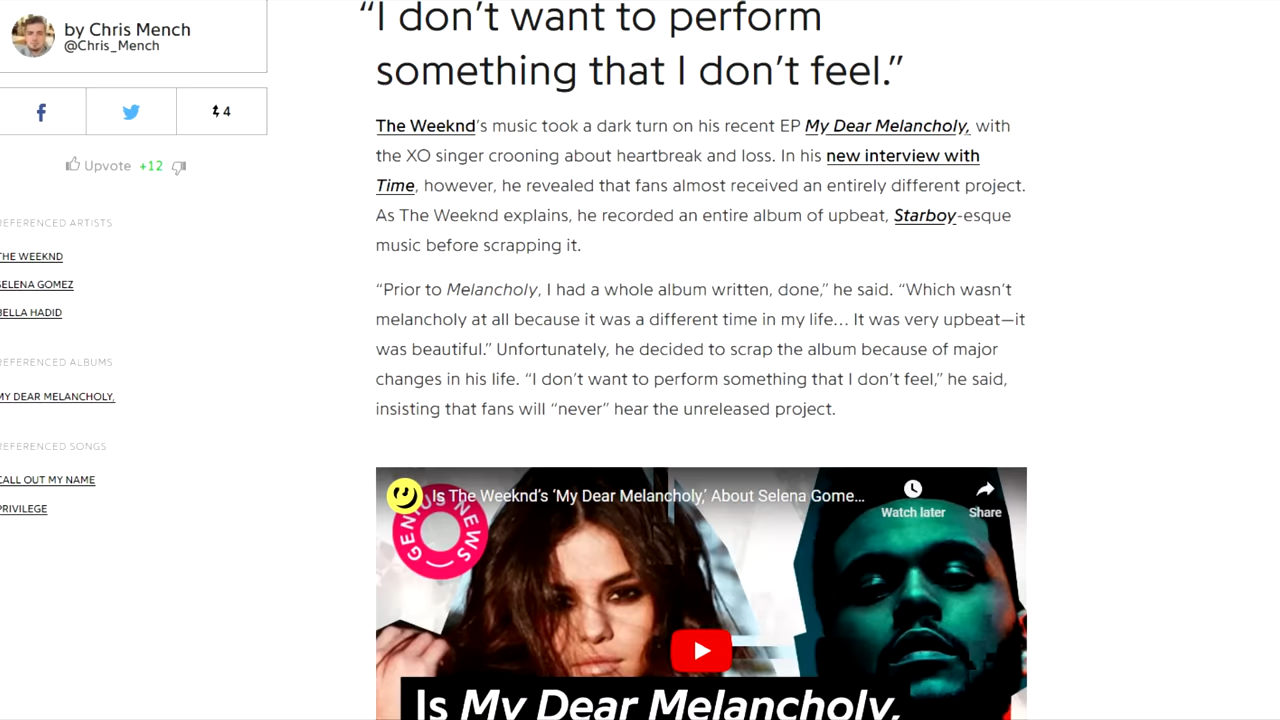 by Chris Mench
@Chris_Mench
4
Upvote +12
REFERENCED ARTISTS
THE WEEKND
SELENA GOMEZ
BELLA HADID
REFERENCED ALBUMS
MY DEAR MELANCHOLY,
REFERENCED SONGS
CALL OUT MY NAME
PRIVILEGE
“I don’t want to perform
something that I don’t feel.”
The Weeknd’s music took a dark turn on his recent EP My Dear Melancholy, with
the XO singer crooning about heartbreak and loss. In his new interview with
Time, however, he revealed that fans almost received an entirely different project.
As The Weeknd explains, he recorded an entire album of upbeat, Starboy-esque
music before scrapping it.
“Prior to Melancholy, I had a whole album written, done,” he said. “Which wasn’t
melancholy at all because it was a different time in my life… It was very upbeat—it
was beautiful.” Unfortunately, he decided to scrap the album because of major
changes in his life. “I don’t want to perform something that I don’t feel,” he said,
insisting that fans will “never” hear the unreleased project.
Is The Weeknd’s ‘My Dear Melancholy,’ About Selena Gome...
Watch later
Share
GENIUS NEWS
Is My Dear Melancholy,